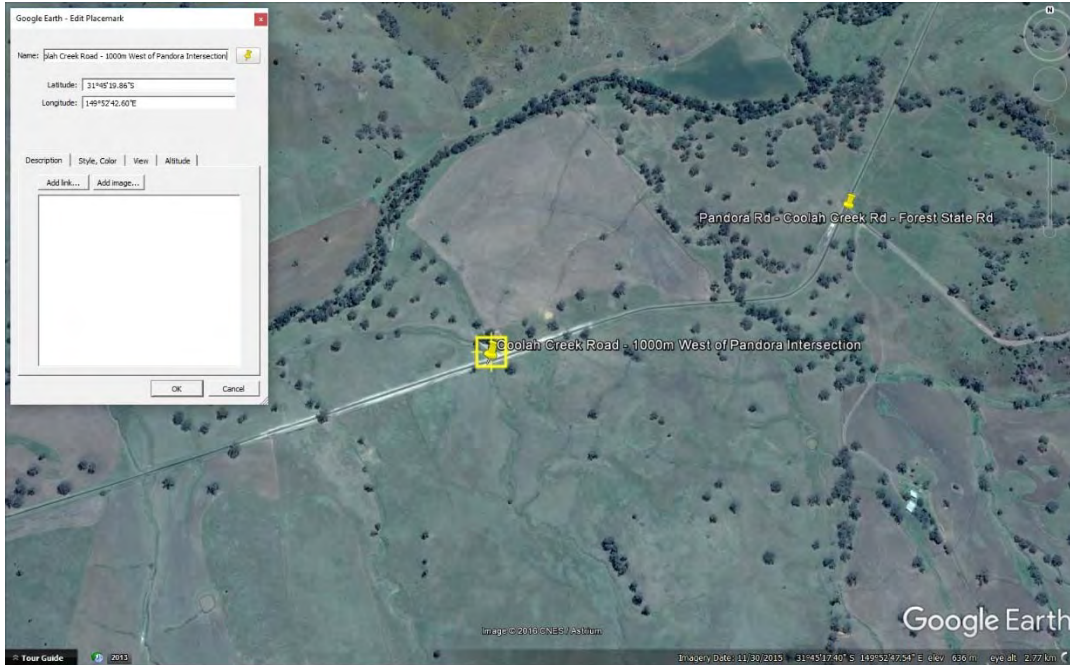 Google Earth - Edit Placemark
Name: olah Creek Road - 1000m West of Pandora Intersection
Latitude: 31°45'19.86"S
Longitude: 149°52'42.60"E
Description Style, Color View Altitude
Add link... Add image...
OK Cancel
N
Pandora Rd - Coolah Creek Rd - Forest State Rd
Coolah Creek Road - 1000m West of Pandora Intersection
Image © 2016 CNES / Astrium
Google Earth
Tour Guide 2013 Imagery Date: 11/30/2015 31°45'17.40" S 149°52'47.54" E elev 636 m eye alt 2.77 km